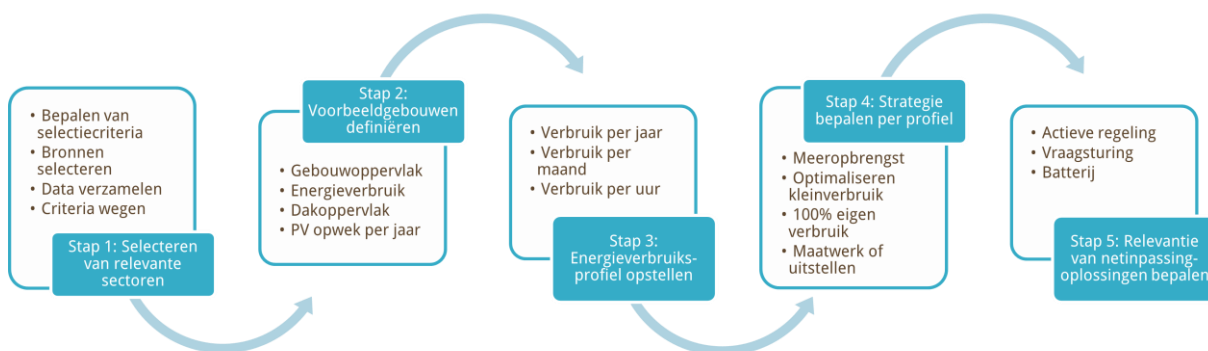 • Bepalen van
selectiecriteria
• Bronnen
selecteren
• Data verzamelen
• Criteria wegen
Stap 1: Selecteren
van relevante
sectoren
Stap 2:
Voorbeeldgebouwen
definiëren
• Gebouwoppervlak
• Energieverbruik
• Dakoppervlak
• PV opwek per jaar
• Verbruik per jaar
• Verbruik per
maand
• Verbruik per uur
Stap 3:
Energieverbruiks-
profiel opstellen
Stap 4: Strategie
bepalen per profiel
• Meeropbrengst
• Optimaliseren
kleinverbruik
• 100% eigen
verbruik
• Maatwerk of
uitstellen
• Actieve regeling
• Vraagsturing
• Batterij
Stap 5: Relevantie
van netinpassing-
oplossingen bepalen